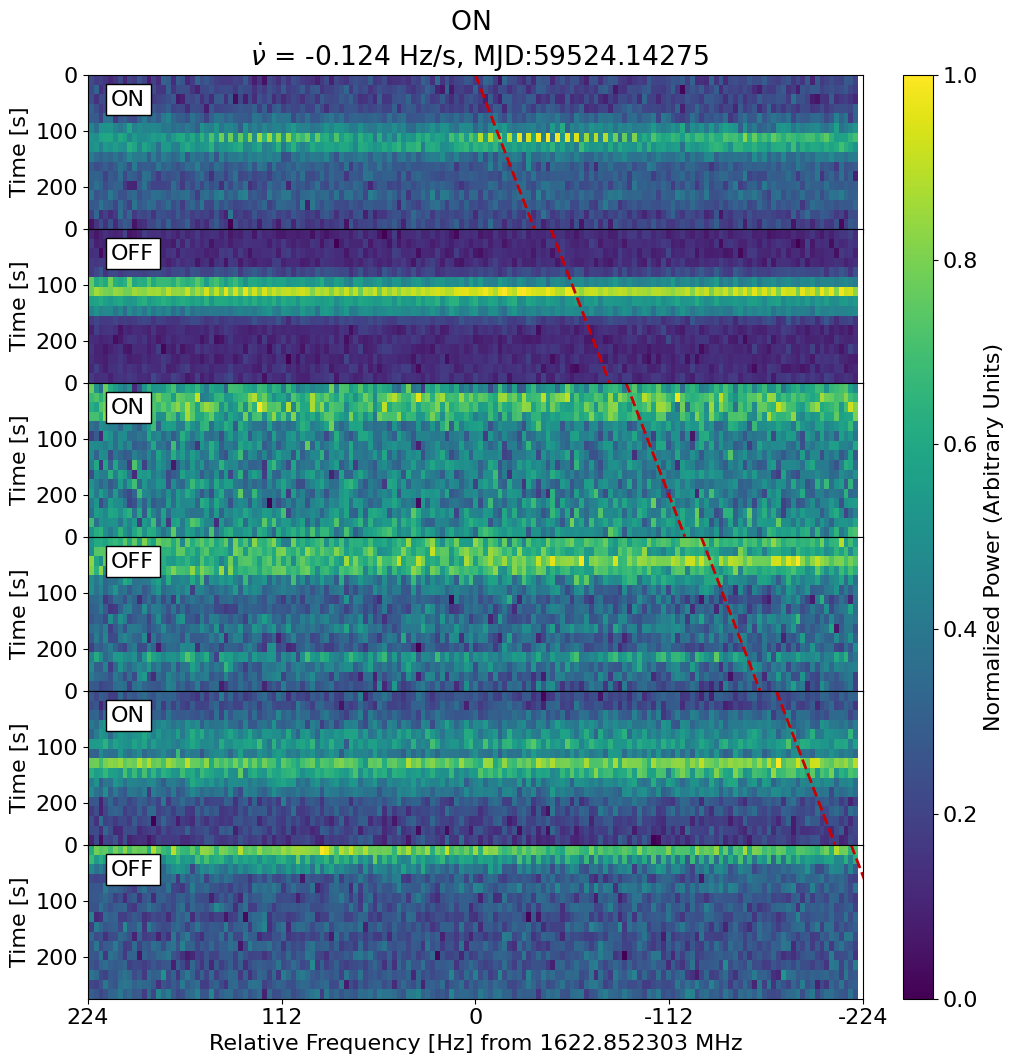 ON
ν̇ = -0.124 Hz/s, MJD:59524.14275
0
ON
100
200
Time [s]
0
OFF
100
200
Time [s]
0
ON
100
200
Time [s]
0
OFF
100
200
Time [s]
0
ON
100
200
Time [s]
0
OFF
100
200
Time [s]
224
112
0
-112
-224
Relative Frequency [Hz] from 1622.852303 MHz
1.0
0.8
0.6
0.4
0.2
0.0
Normalized Power (Arbitrary Units)